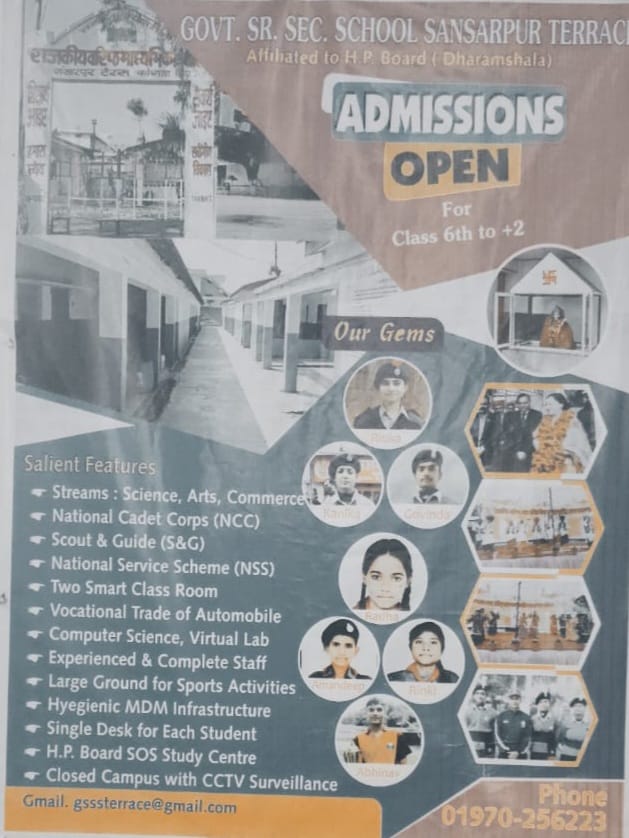 GOVT. SR. SEC. SCHOOL SANSARPUR TERRACE
Affiliated to H.P. Board ( Dharamshala)
ADMISSIONS
OPEN
For
Class 6th to +2
Our Gems
Kanika
Govinda
Amandeep
Rinki
Abhinav
Salient Features
☛ Streams : Science, Arts, Commerce
☛ National Cadet Corps (NCC)
☛ Scout & Guide (S&G)
☛ National Service Scheme (NSS)
☛ Two Smart Class Room
☛ Vocational Trade of Automobile
☛ Computer Science, Virtual Lab
☛ Experienced & Complete Staff
☛ Large Ground for Sports Activities
☛ Hyegienic MDM Infrastructure
☛ Single Desk for Each Student
☛ H.P. Board SOS Study Centre
☛ Closed Campus with CCTV Surveillance
Gmail. gsssterrace@gmail.com
Phone
01970-256223